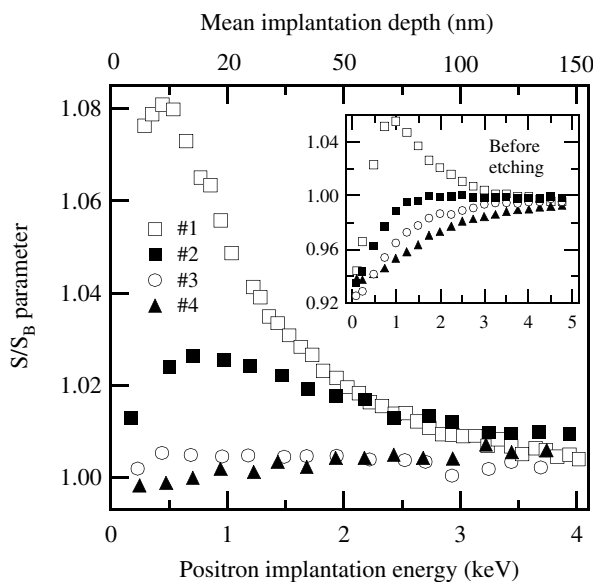 Mean implantation depth (nm)
0 20 50 100 150
1.08
1.06
1.04
1.02
1.00
S/S_B parameter
#1
#2
#3
#4
Before
etching
1.04
1.00
0.96
0.92
0 1 2 3 4 5
0 1 2 3 4
Positron implantation energy (keV)